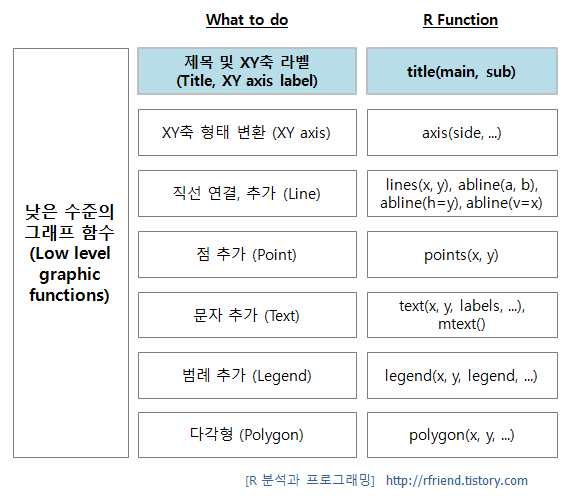 What to do
R Function
낮은 수준의
그래프 함수
(Low level
graphic
functions)
제목 및 XY축 라벨
(Title, XY axis label)
title(main, sub)
XY축 형태 변환 (XY axis)
axis(side, ...)
직선 연결, 추가 (Line)
lines(x, y), abline(a, b),
abline(h=y), abline(v=x)
점 추가 (Point)
points(x, y)
문자 추가 (Text)
text(x, y, labels, ...),
mtext()
범례 추가 (Legend)
legend(x, y, legend, ...)
다각형 (Polygon)
polygon(x, y, ...)
[R 분석과 프로그래밍] http://rfriend.tistory.com